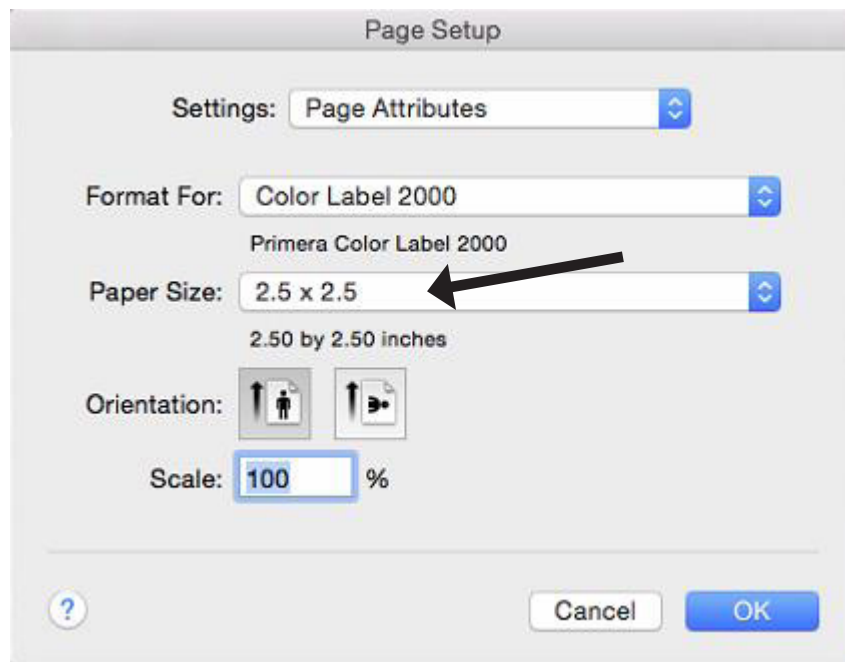 Page Setup
Settings: Page Attributes
Format For: Color Label 2000
Primera Color Label 2000
Paper Size: 2.5 x 2.5
2.50 by 2.50 inches
Orientation:
Scale: 100 %
? Cancel OK